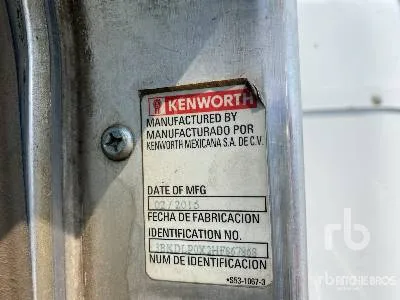 KENWORTH
MANUFACTURED BY
MANUFACTURADO POR
KENWORTH MEXICANA S.A. DE C.V.
DATE OF MFG
02/2015
FECHA DE FABRICACION
IDENTIFICATION NO.
NUM DE IDENTIFICACION
•S53-1067-3
rb
RITCHIE BROS